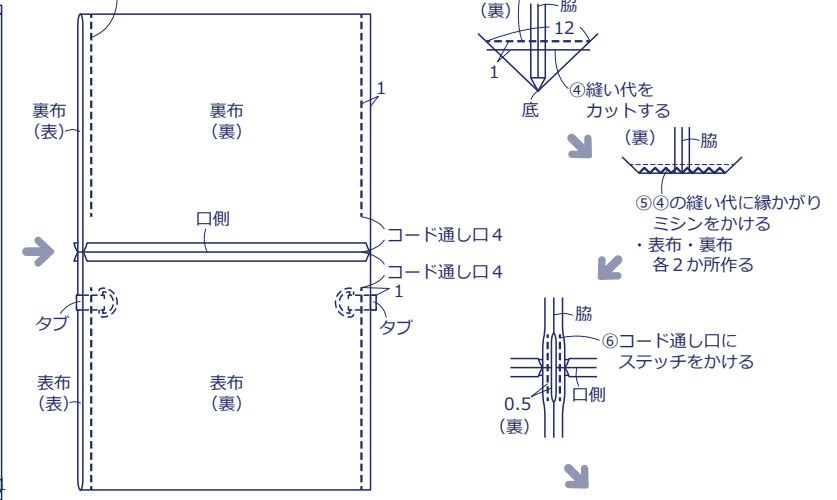 裏布
（表）
裏布
（裏）
1
口側
コード通し口４
コード通し口４
1
タブ
タブ
表布
（表）
表布
（裏）
（裏）
脇
12
1
底
④縫い代を
カットする
（裏）
脇
⑤④の縫い代に縁かがり
ミシンをかける
・表布・裏布
各２か所作る
脇
⑥コード通し口に
ステッチをかける
0.5
（裏）
口側